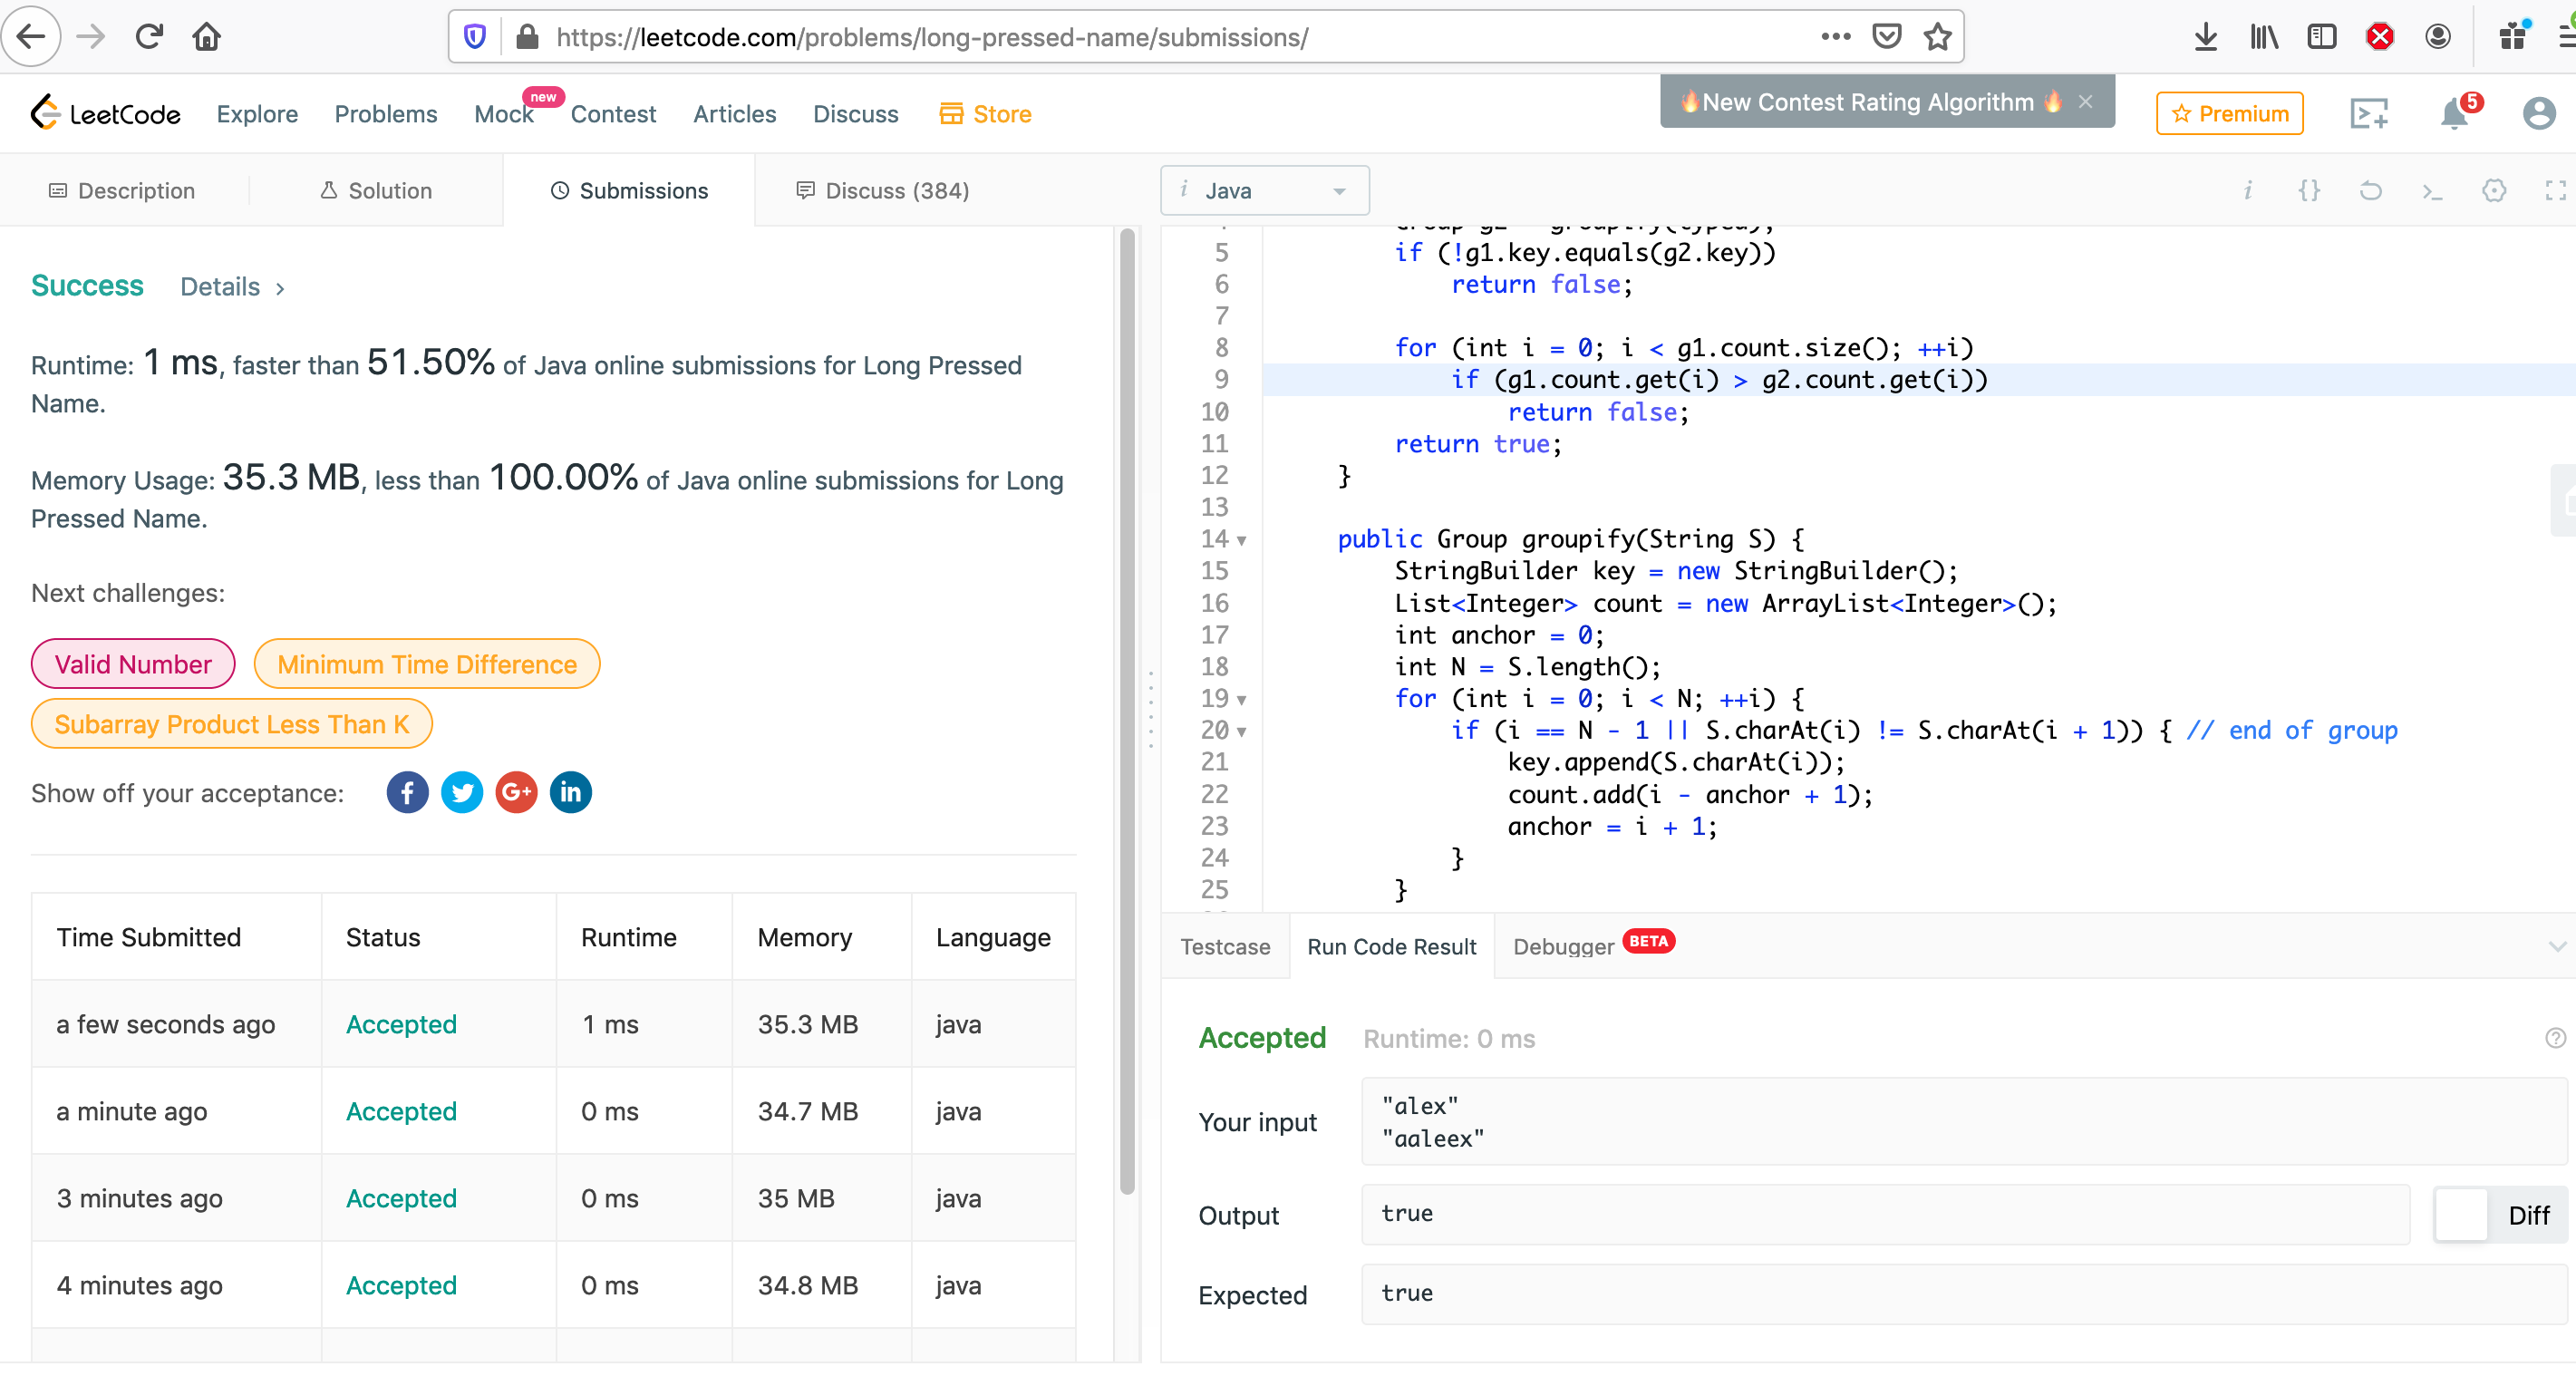 https://leetcode.com/problems/long-pressed-name/submissions/
LeetCode
Explore
Problems
Mock
new
Contest
Articles
Discuss
Store
🔥New Contest Rating Algorithm 🔥 ×
Premium
5
Description
Solution
Submissions
Discuss (384)
i Java
Success
Details >
Runtime: 1 ms, faster than 51.50% of Java online submissions for Long Pressed
Name.
Memory Usage: 35.3 MB, less than 100.00% of Java online submissions for Long
Pressed Name.
Next challenges:
Valid Number
Minimum Time Difference
Subarray Product Less Than K
Show off your acceptance:
Time Submitted Status Runtime Memory Language
a few seconds ago Accepted 1 ms 35.3 MB java
a minute ago Accepted 0 ms 34.7 MB java
3 minutes ago Accepted 0 ms 35 MB java
4 minutes ago Accepted 0 ms 34.8 MB java
5 if (!g1.key.equals(g2.key))
6 return false;
7
8 for (int i = 0; i < g1.count.size(); ++i)
9 if (g1.count.get(i) > g2.count.get(i))
10 return false;
11 return true;
12 }
13
14 public Group groupify(String S) {
15 StringBuilder key = new StringBuilder();
16 List<Integer> count = new ArrayList<Integer>();
17 int anchor = 0;
18 int N = S.length();
19 for (int i = 0; i < N; ++i) {
20 if (i == N - 1 || S.charAt(i) != S.charAt(i + 1)) { // end of group
21 key.append(S.charAt(i));
22 count.add(i - anchor + 1);
23 anchor = i + 1;
24 }
25 }
Testcase
Run Code Result
Debugger BETA
Accepted
Runtime: 0 ms
Your input
"alex"
"aaleex"
Output
true
Diff
Expected
true